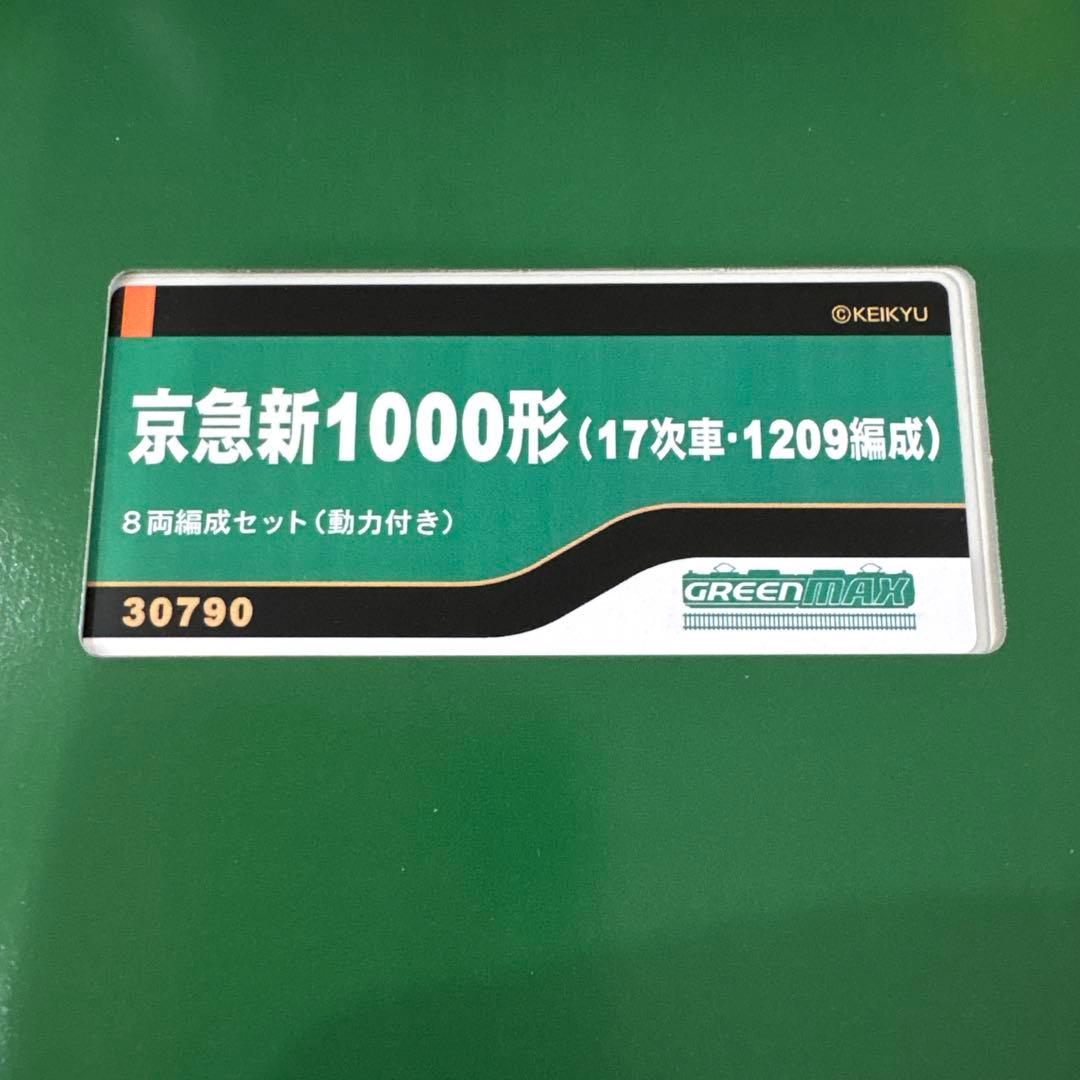 ©KEIKYU
京急新1000形(17次車・1209編成)
8両編成セット(動力付き)
30790
GREENMAX